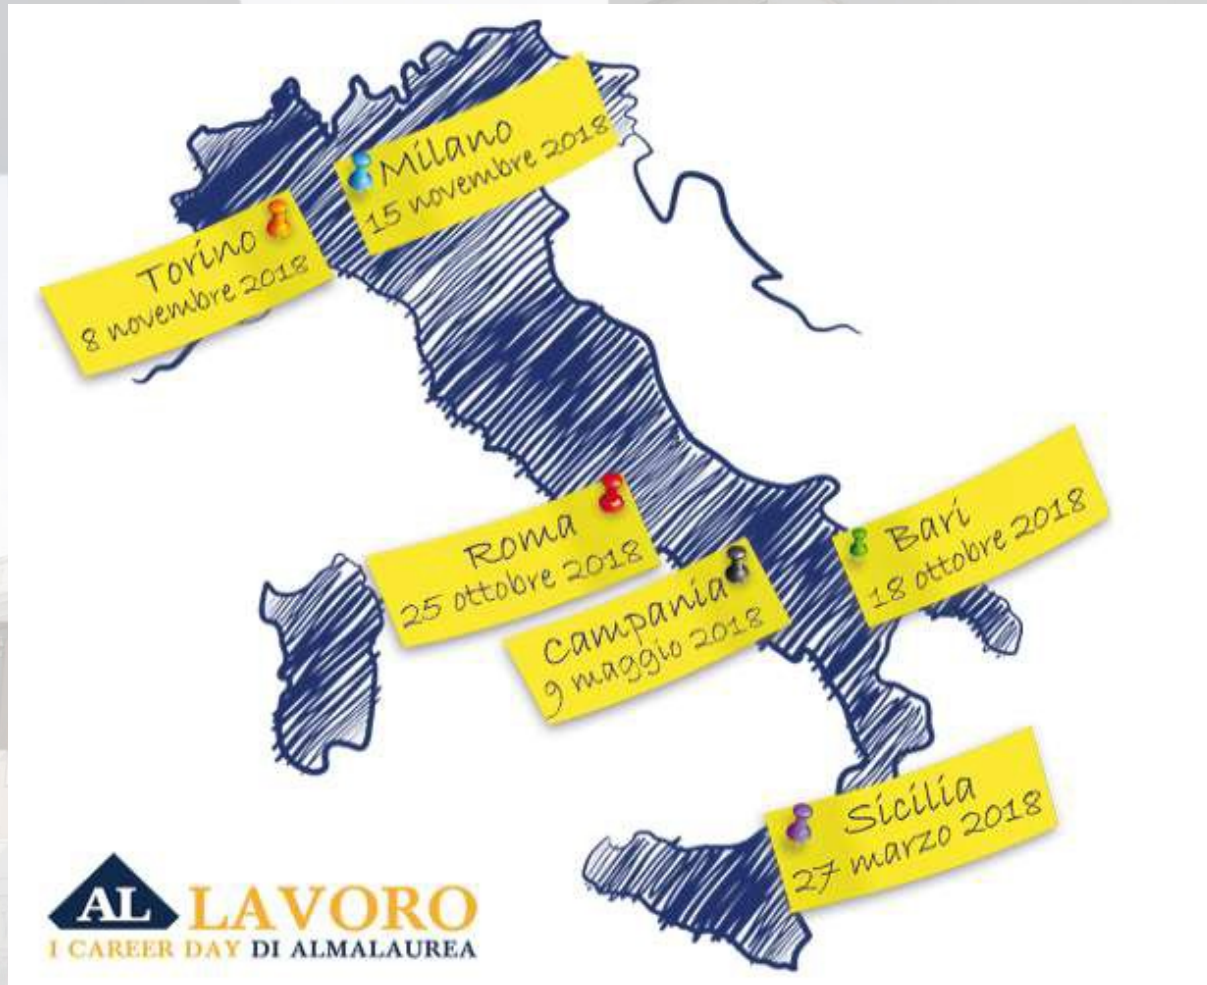 Milano
15 novembre 2018
Torino
8 novembre 2018
Roma
25 ottobre 2018
Bari
18 ottobre 2018
Campania
9 maggio 2018
Sicilia
27 marzo 2018
AL LAVORO
I CAREER DAY DI ALMALAUREA